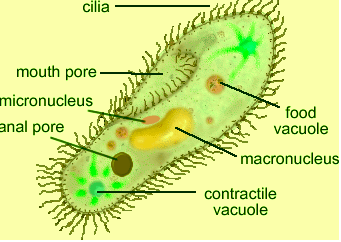 cilia
mouth pore
micronucleus
anal pore
food
vacuole
macronucleus
contractile
vacuole